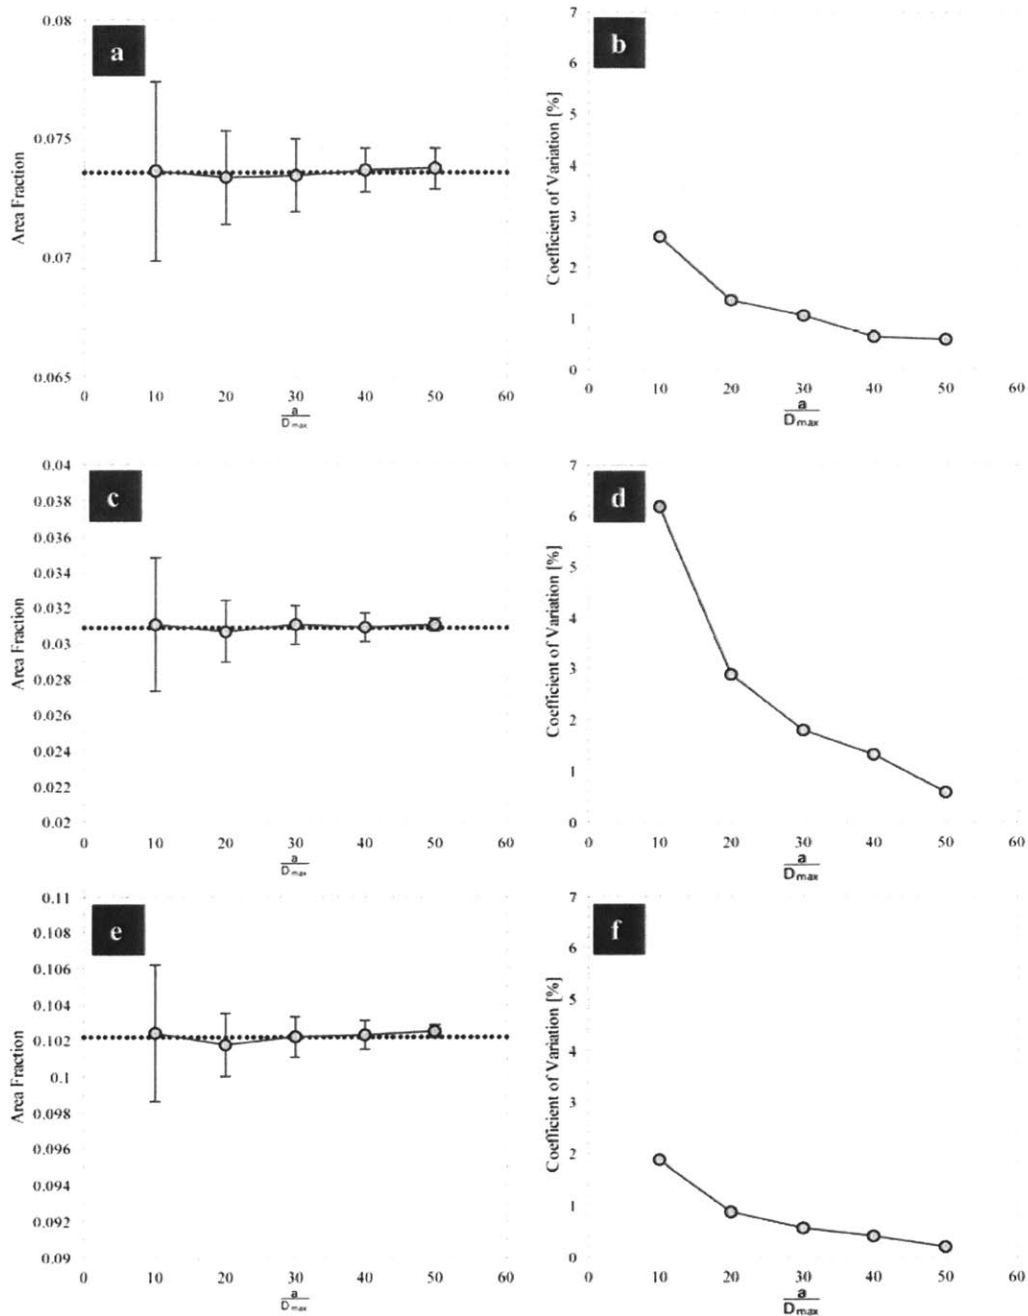 a
0.08
0.075
0.07
0.065
Area Fraction
0 10 20 30 40 50 60
a
Dmax
b
7
6
5
4
3
2
1
0
Coefficient of Variation [%]
0 10 20 30 40 50 60
a
Dmax
c
0.04
0.038
0.036
0.034
0.032
0.03
0.028
0.026
0.024
0.022
0.02
Area Fraction
0 10 20 30 40 50 60
a
Dmax
d
7
6
5
4
3
2
1
0
Coefficient of Variation [%]
0 10 20 30 40 50 60
a
Dmax
e
0.11
0.108
0.106
0.104
0.102
0.1
0.098
0.096
0.094
0.092
0.09
Area Fraction
0 10 20 30 40 50 60
a
Dmax
f
7
6
5
4
3
2
1
0
Coefficient of Variation [%]
0 10 20 30 40 50 60
a
Dmax